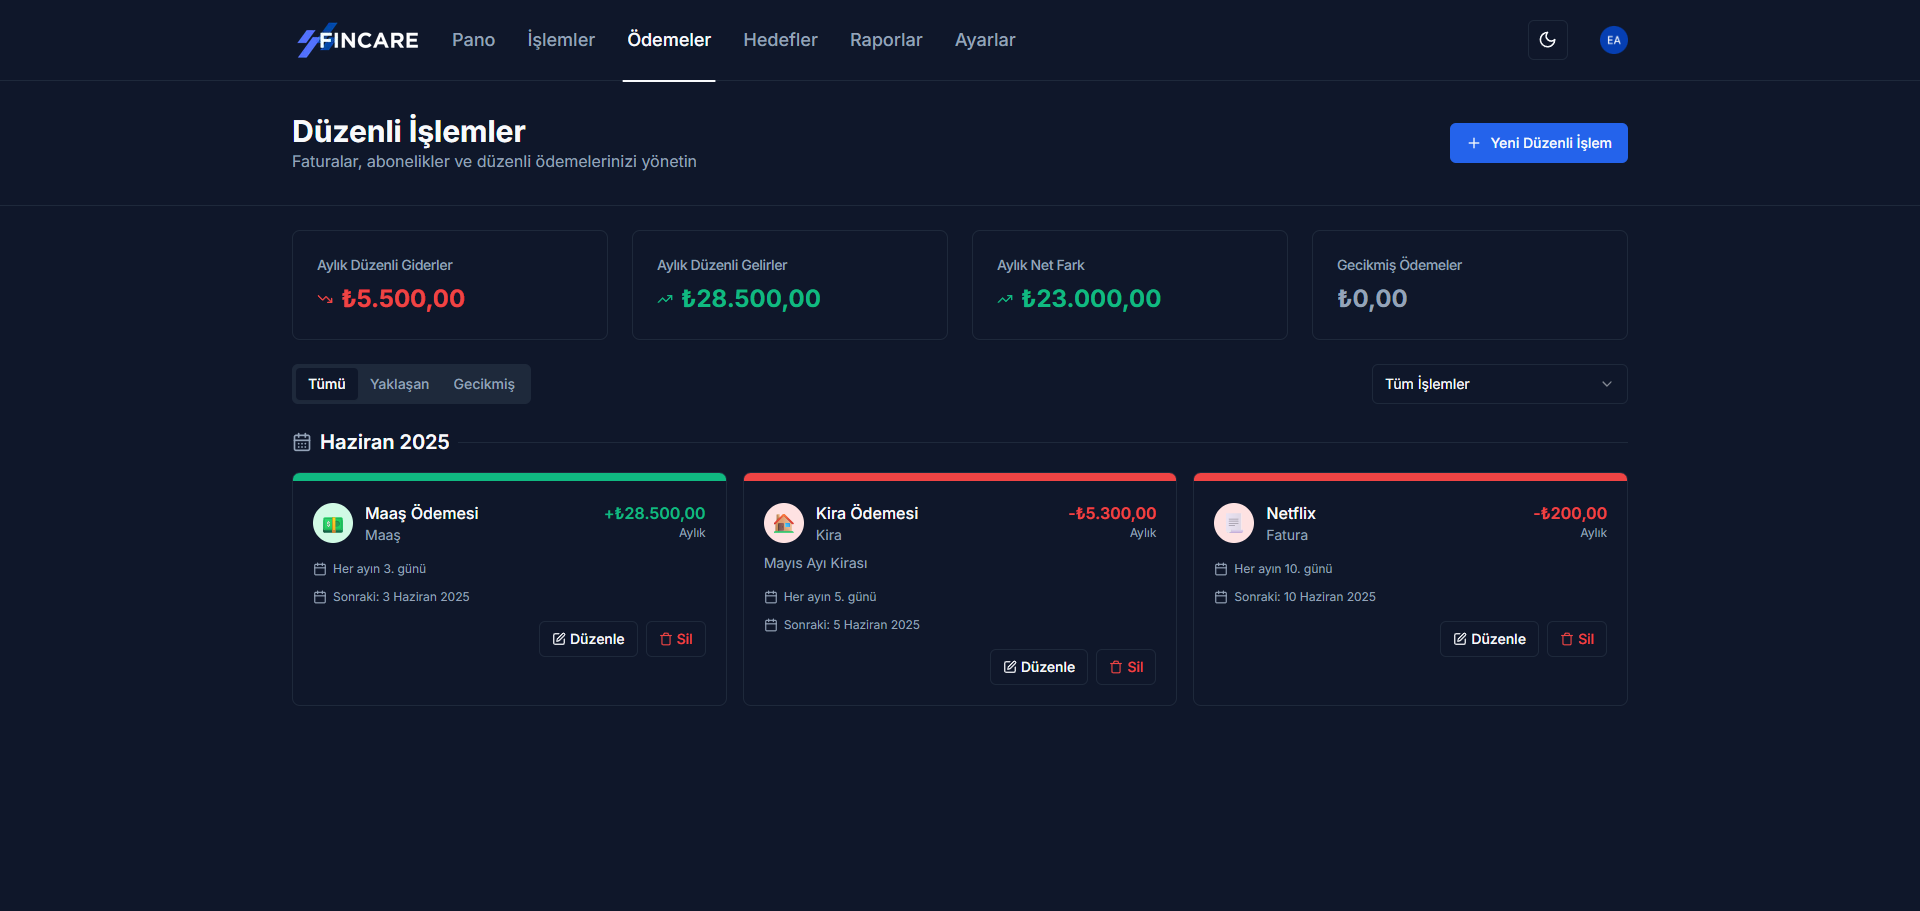 FINCARE
Pano
İşlemler
Ödemeler
Hedefler
Raporlar
Ayarlar
EA
Düzenli İşlemler
Faturalar, abonelikler ve düzenli ödemelerinizi yönetin
Yeni Düzenli İşlem
Aylık Düzenli Giderler
₺5.500,00
Aylık Düzenli Gelirler
₺28.500,00
Aylık Net Fark
₺23.000,00
Gecikmiş Ödemeler
₺0,00
Tümü
Yaklaşan
Gecikmiş
Tüm İşlemler
Haziran 2025
Maaş Ödemesi
+₺28.500,00
Maaş
Aylık
Her ayın 3. günü
Sonraki: 3 Haziran 2025
Düzenle
Sil
Kira Ödemesi
-₺5.300,00
Kira
Aylık
Mayıs Ayı Kirası
Her ayın 5. günü
Sonraki: 5 Haziran 2025
Düzenle
Sil
Netflix
-₺200,00
Fatura
Aylık
Her ayın 10. günü
Sonraki: 10 Haziran 2025
Düzenle
Sil